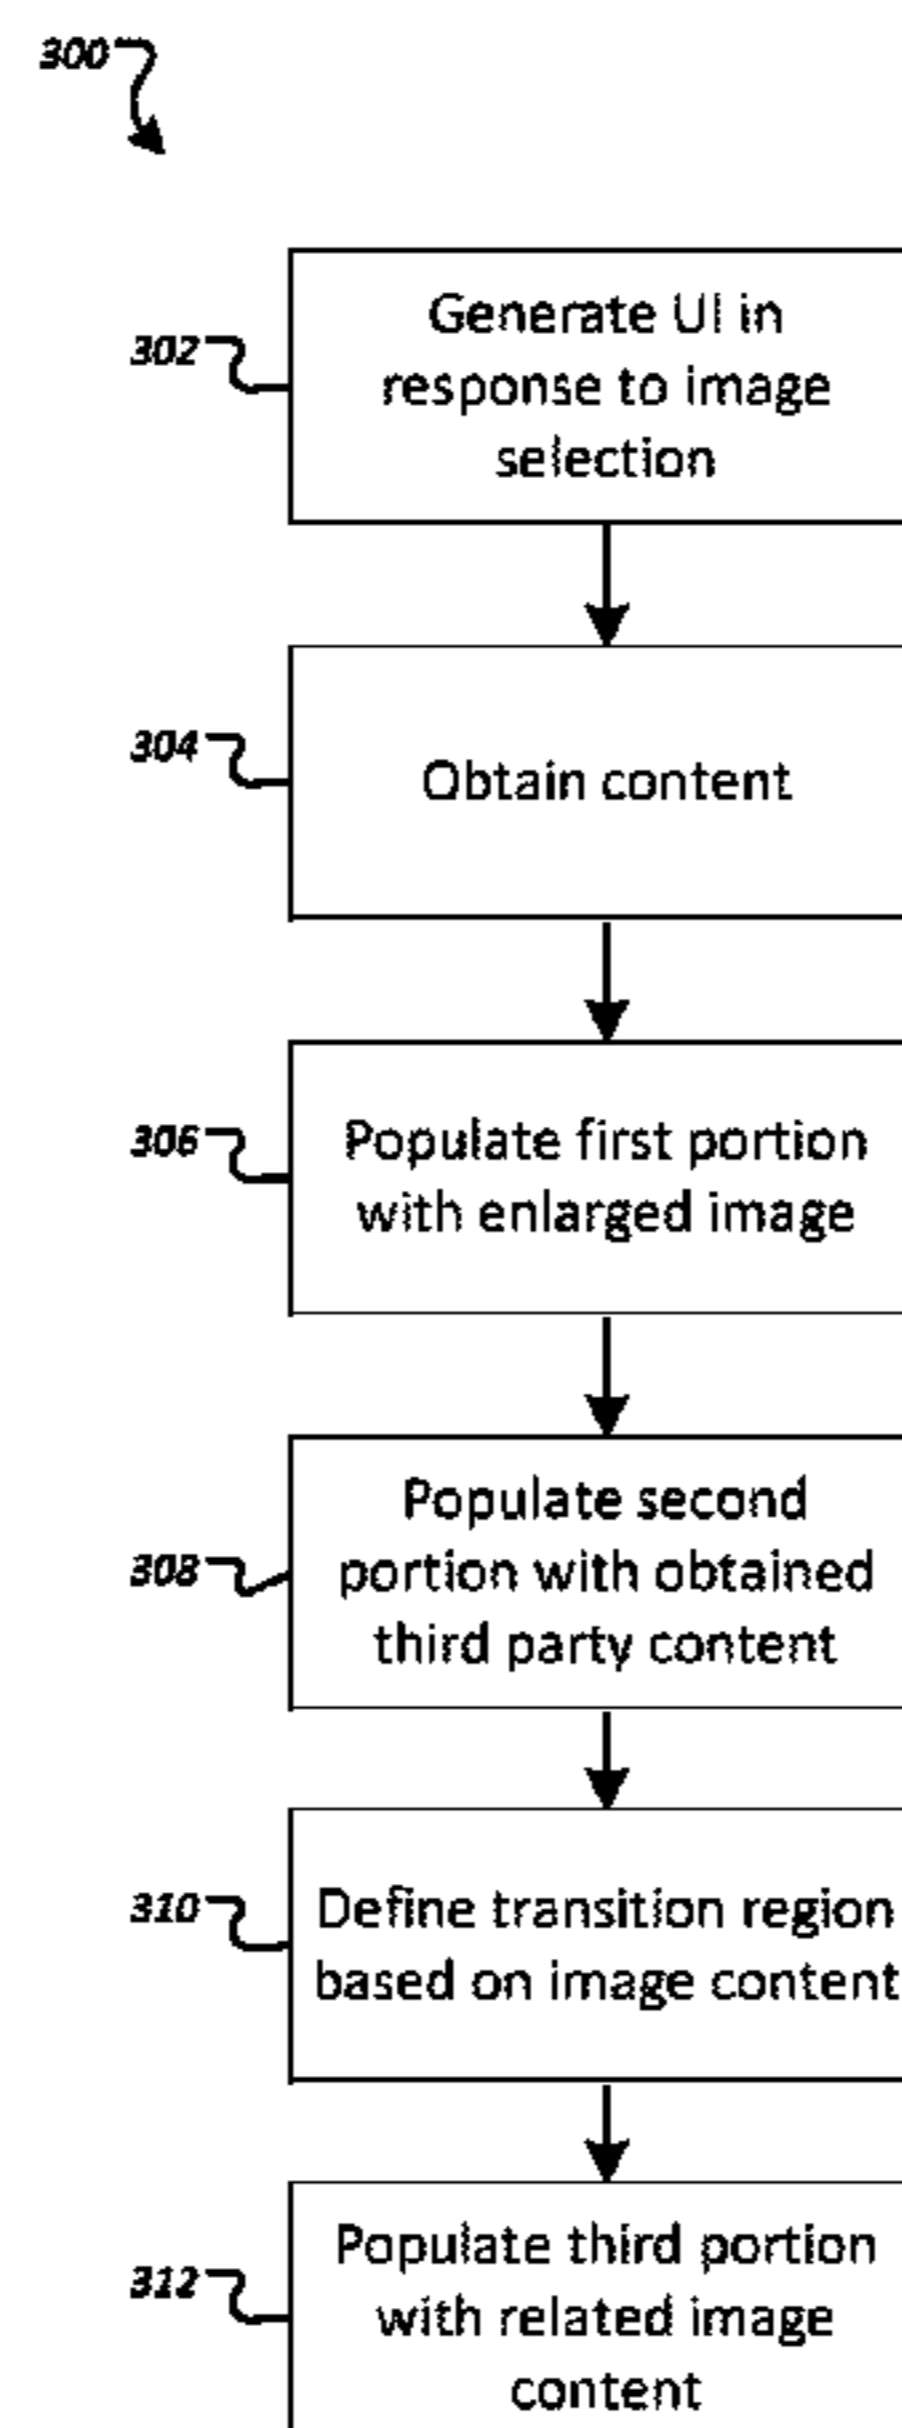 300
302
Generate UI in
response to image
selection
304
Obtain content
306
Populate first portion
with enlarged image
308
Populate second
portion with obtained
third party content
310
Define transition region
based on image content
312
Populate third portion
with related image
content